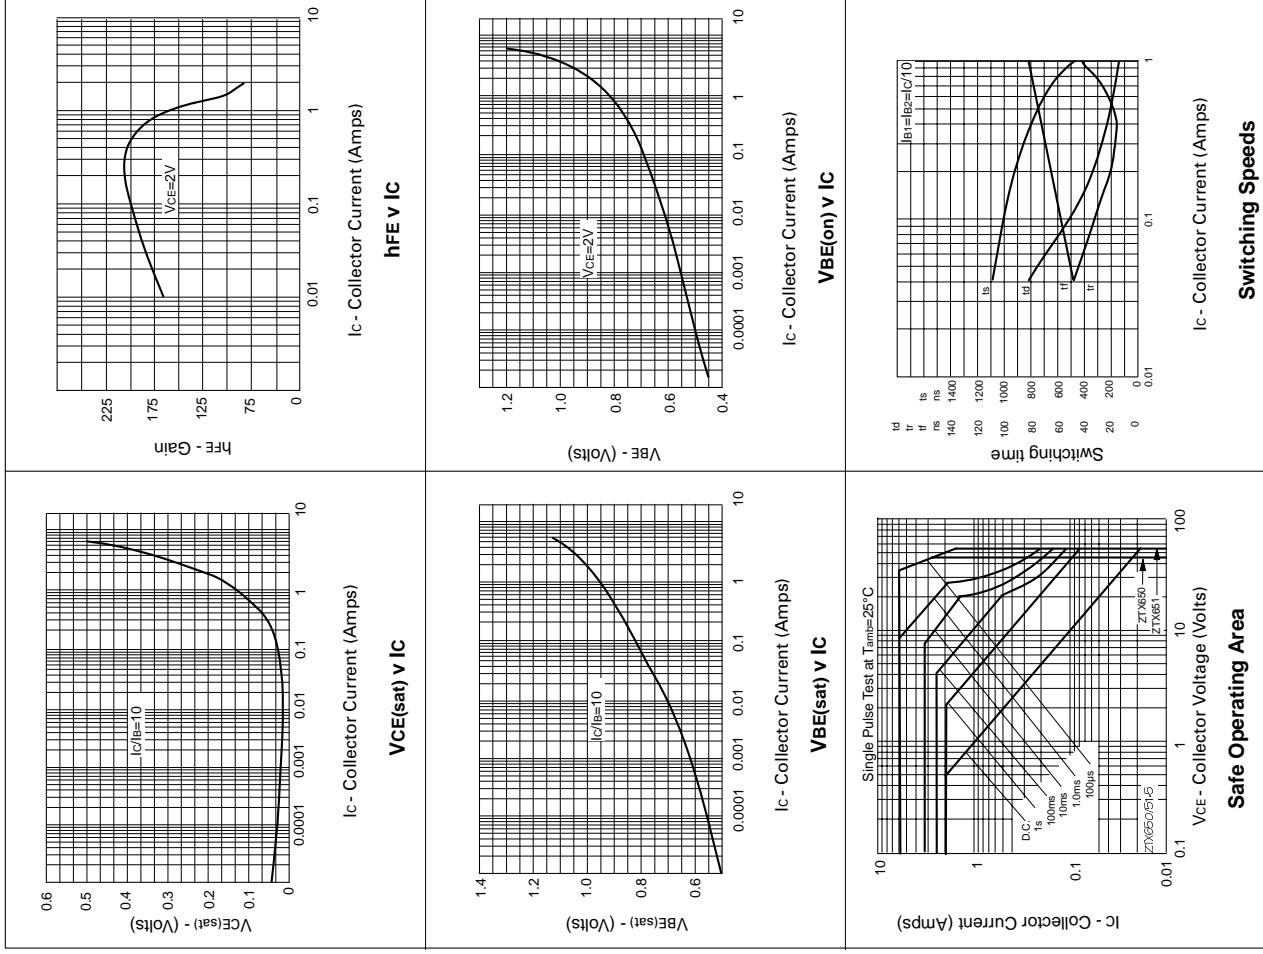 VCE(sat) - (Volts)
0.6
0.5
0.4
0.3
0.2
0.1
0
IC/IB=10
0.0001
0.001
0.01
0.1
1
10
IC - Collector Current (Amps)
VCE(sat) v IC
hFE - Gain
225
175
125
75
0
VCE=2V
0.01
0.1
1
10
IC - Collector Current (Amps)
hFE v IC
VBE(sat) - (Volts)
1.4
1.2
1.0
0.8
0.6
IC/IB=10
0.0001
0.001
0.01
0.1
1
10
IC - Collector Current (Amps)
VBE(sat) v IC
VBE - (Volts)
1.2
1.0
0.8
0.6
0.4
VCE=2V
0.0001
0.001
0.01
0.1
1
10
IC - Collector Current (Amps)
VBE(on) v IC
IC - Collector Current (Amps)
Single Pulse Test at Tamb=25°C
10
1
0.1
0.01
D.C.
1s
100ms
10ms
1.0ms
100µs
ZTX650/51-5
ZTX650
ZTX651
0.1
1
10
100
VCE - Collector Voltage (Volts)
Safe Operating Area
Switching time
td
tr
tf ts
ns ns
140 1400
120 1200
100 1000
80 800
60 600
40 400
20 200
0 0
IB1=IB2=IC/10
ts
td
tf
tr
0.01
0.1
1
IC - Collector Current (Amps)
Switching Speeds